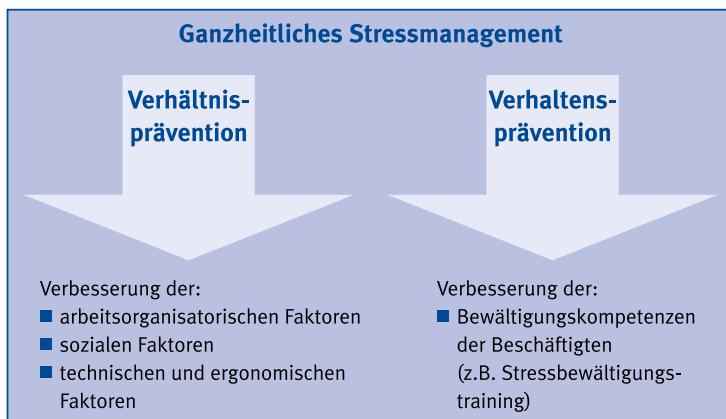 Ganzheitliches Stressmanagement
Verhältnis-
prävention
Verbesserung der:
arbeitsorganisatorischen Faktoren
sozialen Faktoren
technischen und ergonomischen
Faktoren
Verhaltens-
prävention
Verbesserung der:
Bewältigungskompetenzen
der Beschäftigten
(z.B. Stressbewältigungs-
training)